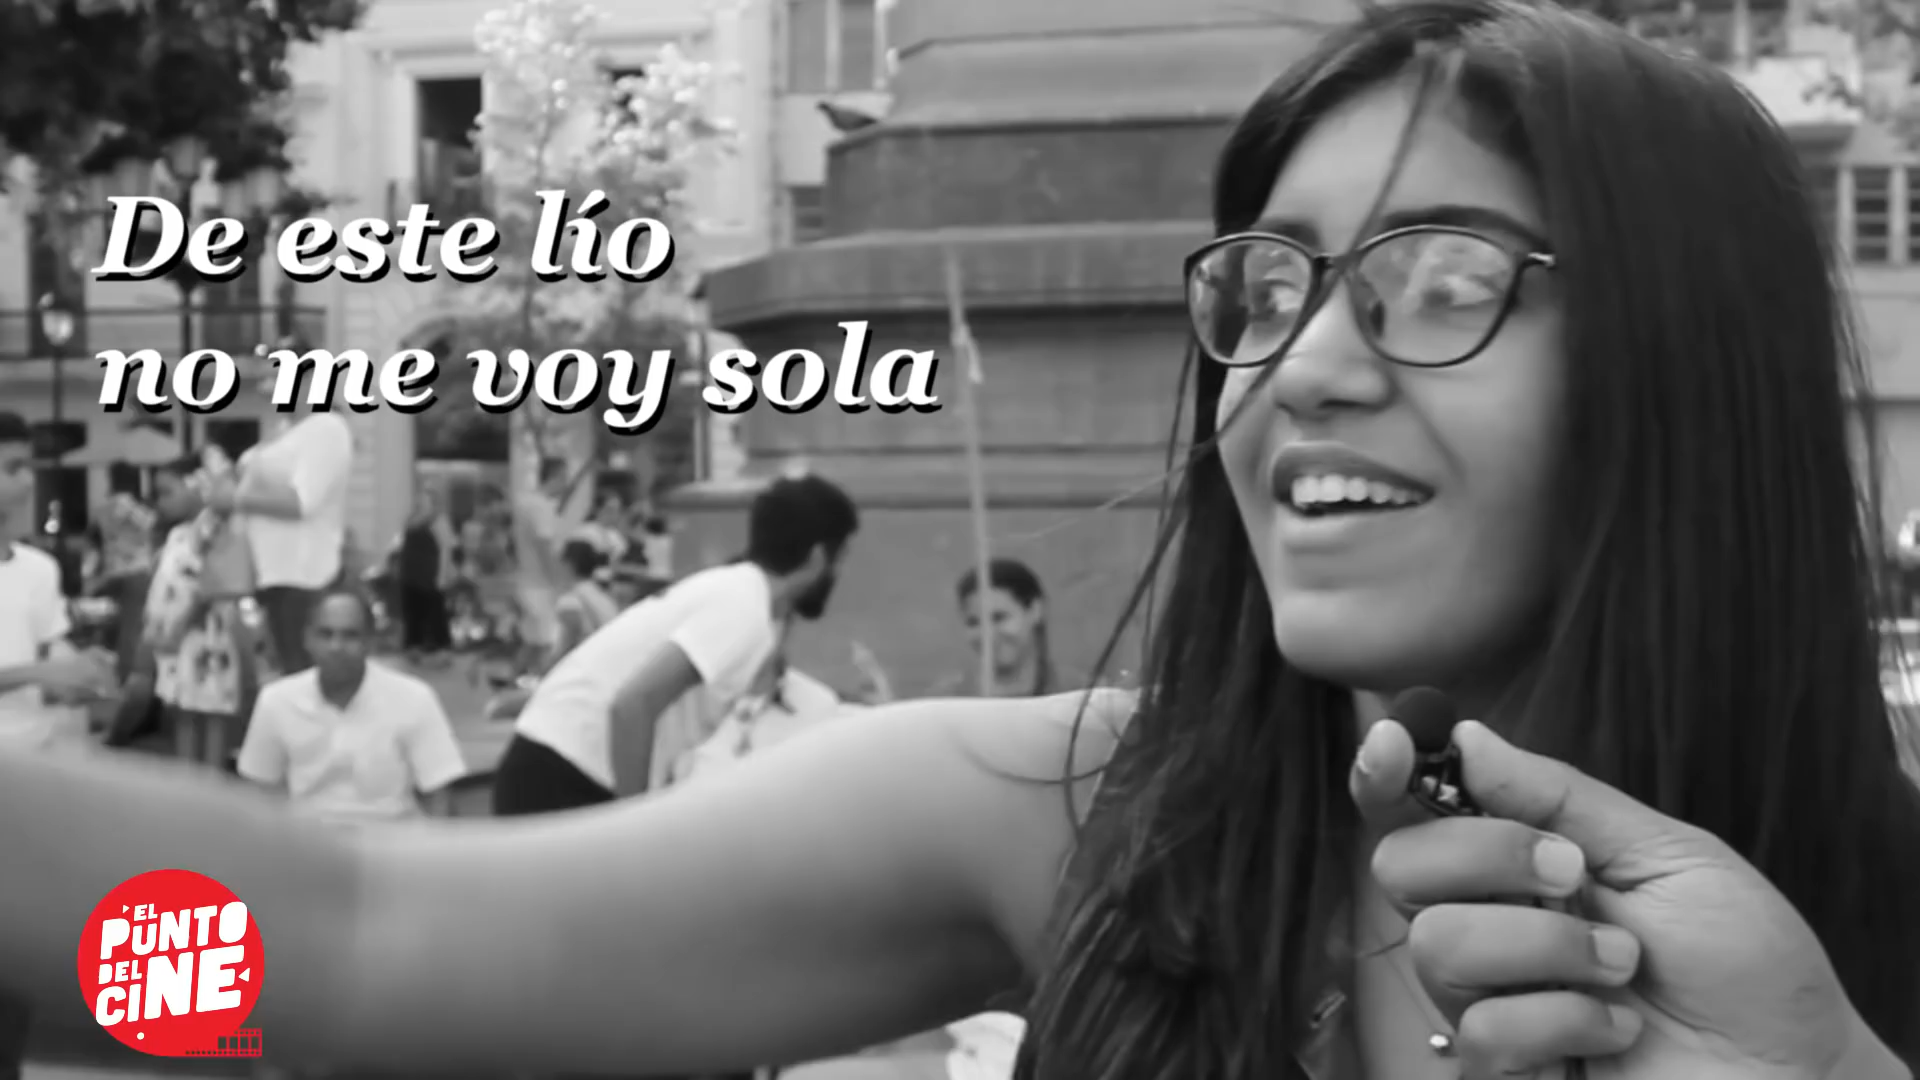 De este lío
no me voy sola
EL
PUNTO
DEL
CINE